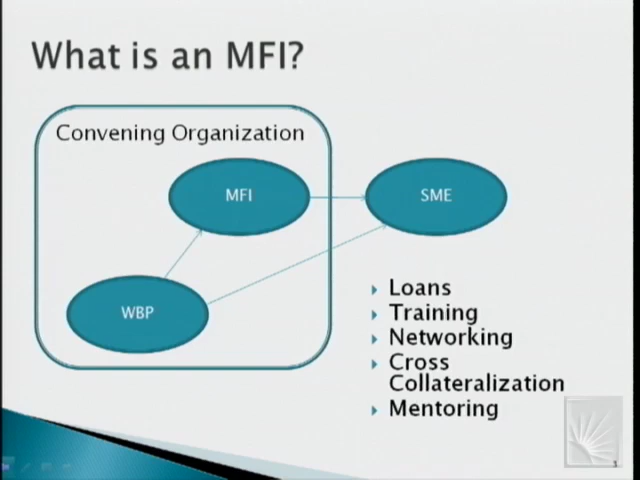 What is an MFI?
Convening Organization
MFI
SME
WBP
Loans
Training
Networking
Cross
Collateralization
Mentoring